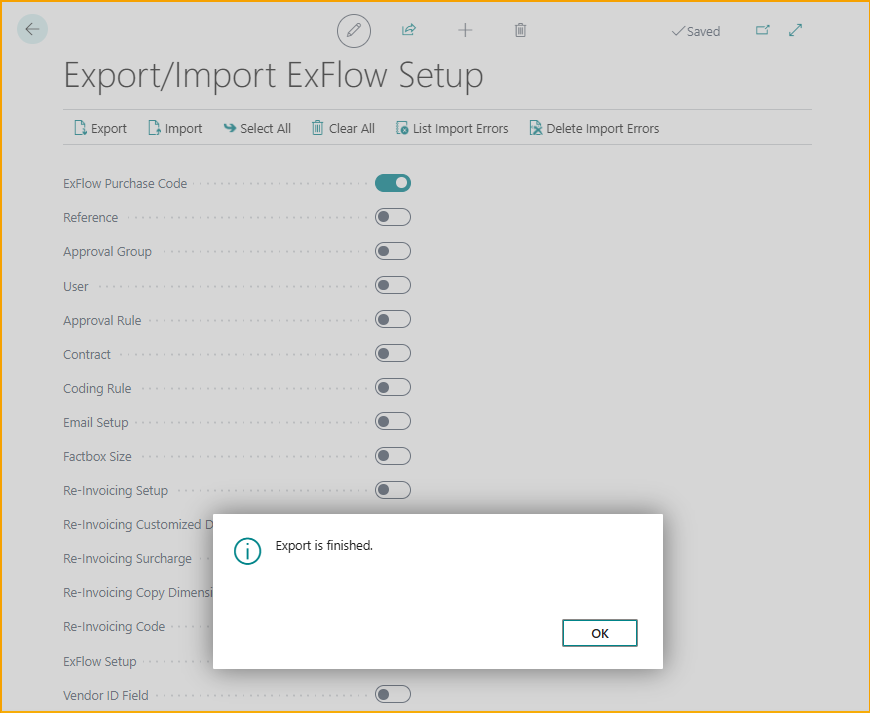 Saved
Export/Import ExFlow Setup
Export Import Select All Clear All List Import Errors Delete Import Errors
ExFlow Purchase Code
Reference
Approval Group
User
Approval Rule
Contract
Coding Rule
Email Setup
Factbox Size
Re-Invoicing Setup
Re-Invoicing Customized D
Re-Invoicing Surcharge
Re-Invoicing Copy Dimensi
Re-Invoicing Code
ExFlow Setup
Vendor ID Field
Export is finished.
OK